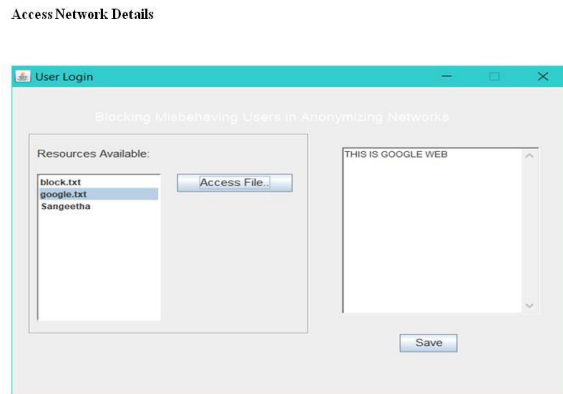 Access Network Details
User Login
Blocking Misbehaving Users in Anonymizing Networks
Resources Available:
block.txt
google.txt
Sangeetha
Access File..
THIS IS GOOGLE WEB
Save